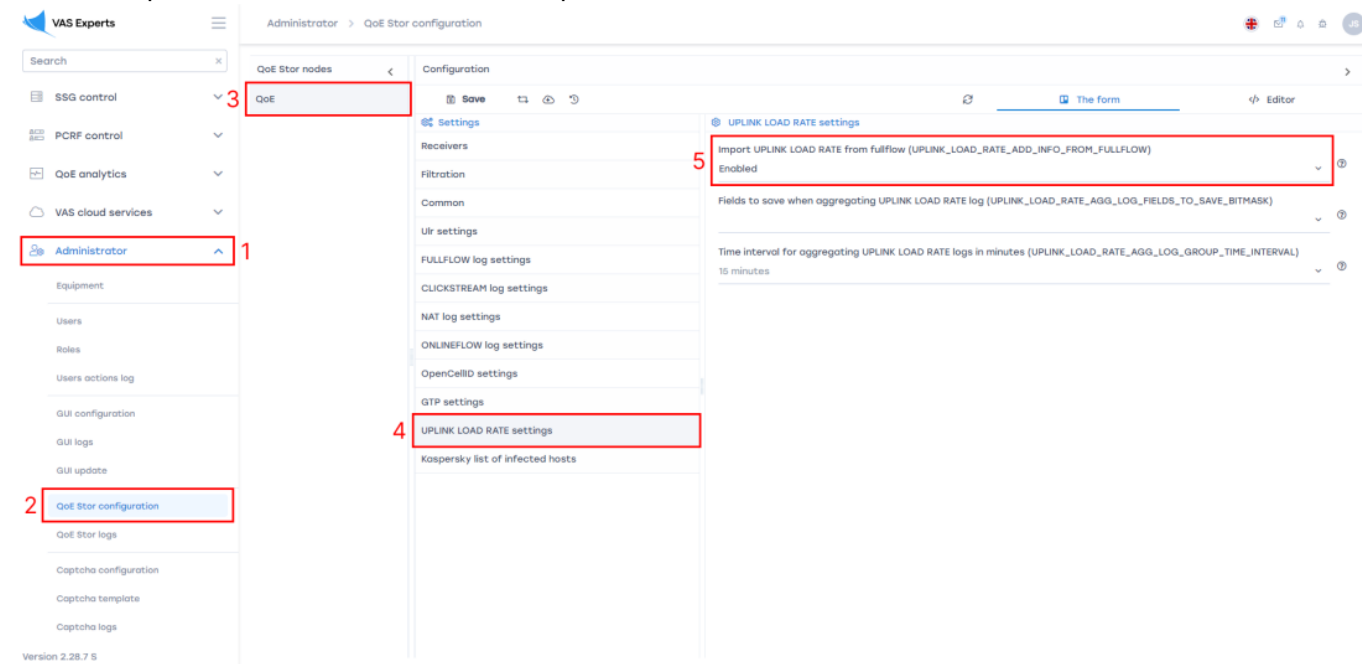 VAS Experts
Administrator > QoE Stor configuration
JS
Search ×
SSG control
PCRF control
QoE analytics
VAS cloud services
Administrator
1
Equipment
Users
Roles
Users actions log
GUI configuration
GUI logs
GUI update
2
QoE Stor configuration
QoE Stor logs
Captcha configuration
Captcha template
Captcha logs
Version 2.28.7 S
QoE Stor nodes
3
QoE
Configuration
Save
The form
</> Editor
Settings
Receivers
Filtration
Common
Ulr settings
FULLFLOW log settings
CLICKSTREAM log settings
NAT log settings
ONLINEFLOW log settings
OpenCellID settings
GTP settings
4
UPLINK LOAD RATE settings
Kaspersky list of infected hosts
UPLINK LOAD RATE settings
5
Import UPLINK LOAD RATE from fullflow (UPLINK_LOAD_RATE_ADD_INFO_FROM_FULLFLOW)
Enabled
Fields to save when aggregating UPLINK LOAD RATE log (UPLINK_LOAD_RATE_AGG_LOG_FIELDS_TO_SAVE_BITMASK)
Time interval for aggregating UPLINK LOAD RATE logs in minutes (UPLINK_LOAD_RATE_AGG_LOG_GROUP_TIME_INTERVAL)
15 minutes